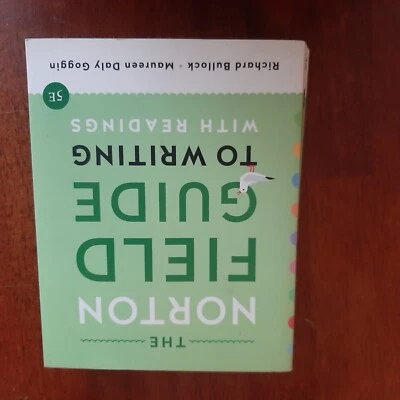 THE
NORTON
FIELD
GUIDE
TO WRITING
WITH READINGS
5E
Richard Bullock • Maureen Daly Goggin